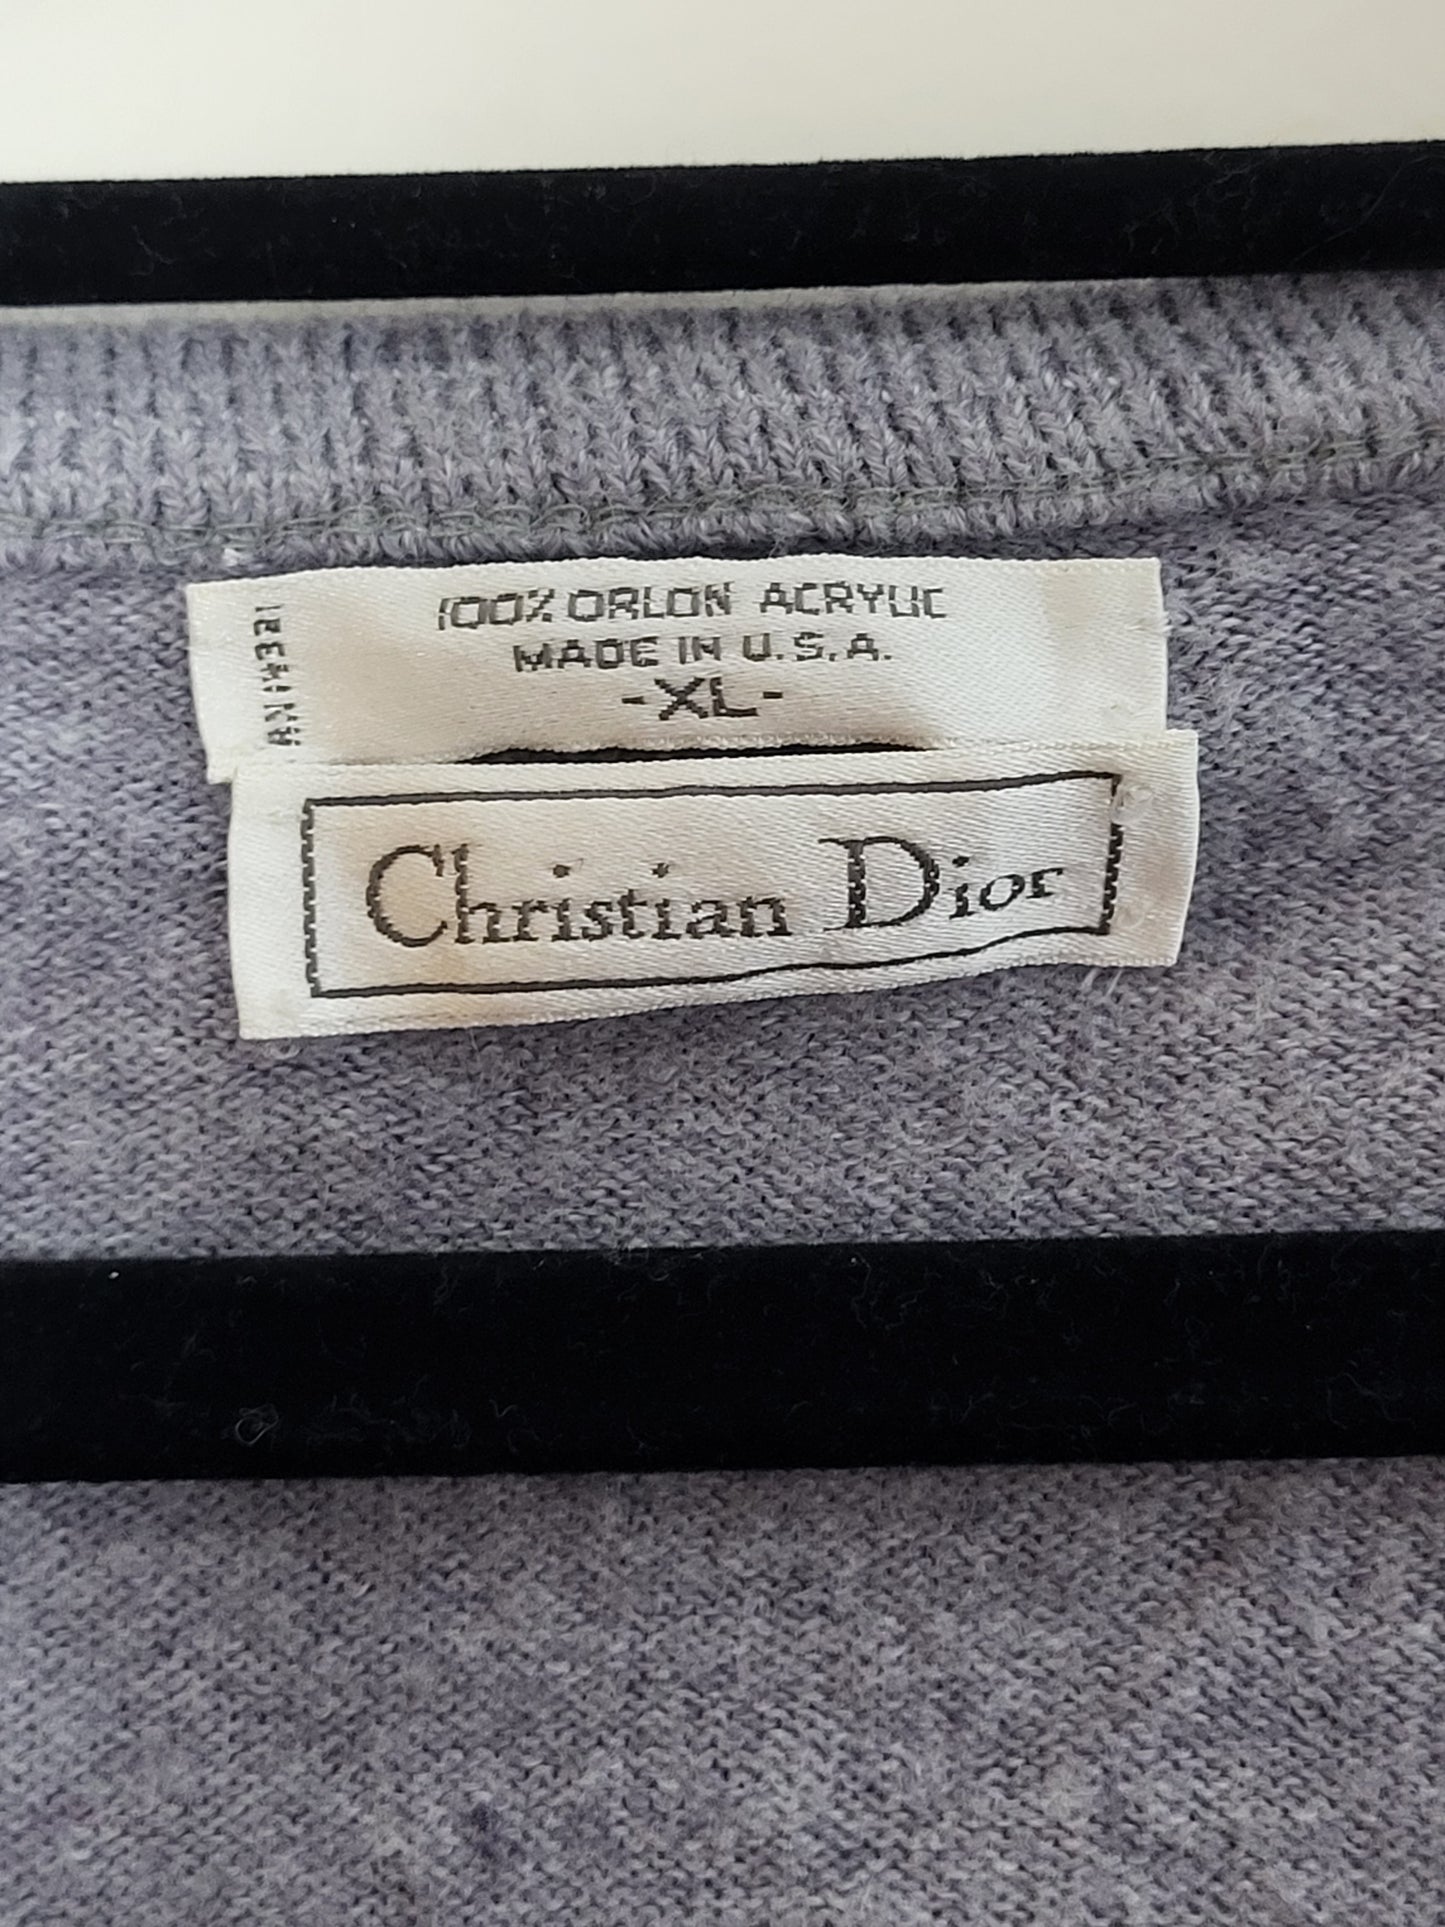 100% ORLON ACRYLIC
MADE IN U.S.A.
-XL-
Christian Dior